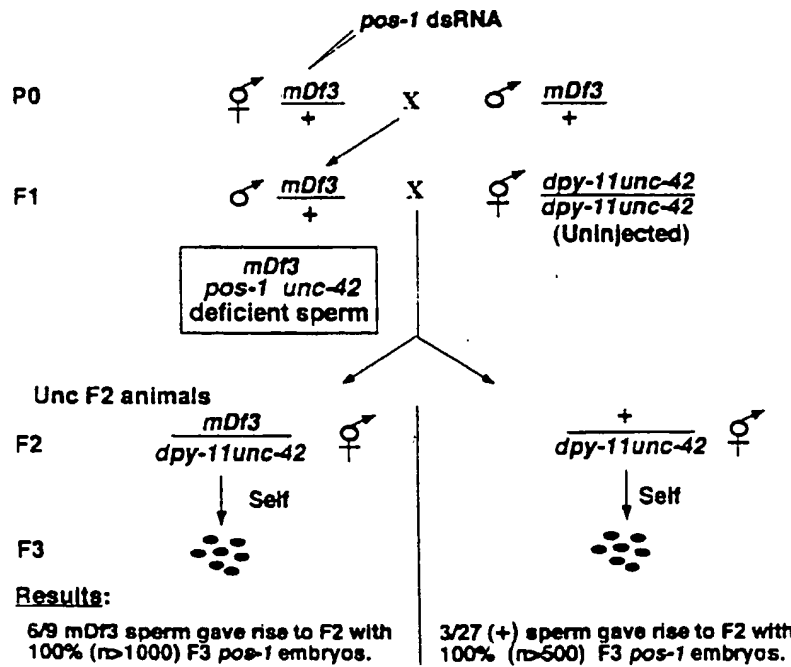 pos-1 dsRNA
P0
mDf3
+
X
mDf3
+
F1
mDf3
+
X
dpy-11unc-42
dpy-11unc-42
(Uninjected)
mDf3
pos-1 unc-42
deficient sperm
Unc F2 animals
F2
mDf3
dpy-11unc-42
+
dpy-11unc-42
Self
Self
F3
Results:
6/9 mDf3 sperm gave rise to F2 with
100% (n>1000) F3 pos-1 embryos.
3/27 (+) sperm gave rise to F2 with
100% (n>500) F3 pos-1 embryos.